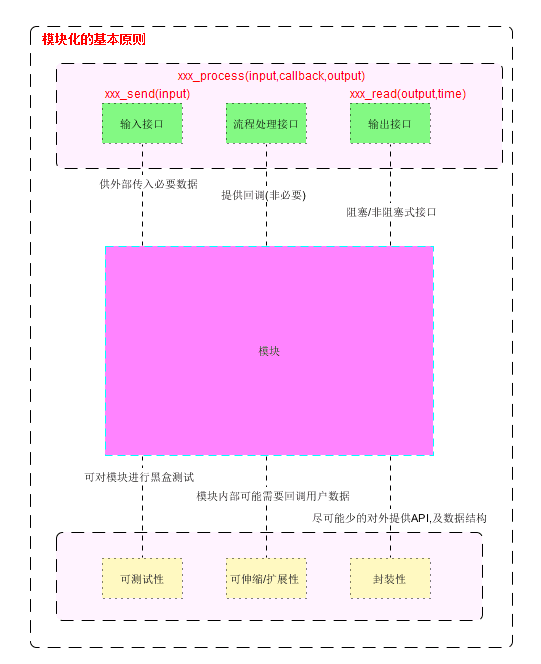 模块化的基本原则
xxx_process(input,callback,output)
xxx_send(input)
xxx_read(output,time)
输入接口
流程处理接口
输出接口
供外部传入必要数据
提供回调(非必要)
阻塞/非阻塞式接口
模块
可对模块进行黑盒测试
模块内部可能需要回调用户数据
尽可能少的对外提供API,及数据结构
可测试性
可伸缩/扩展性
封装性